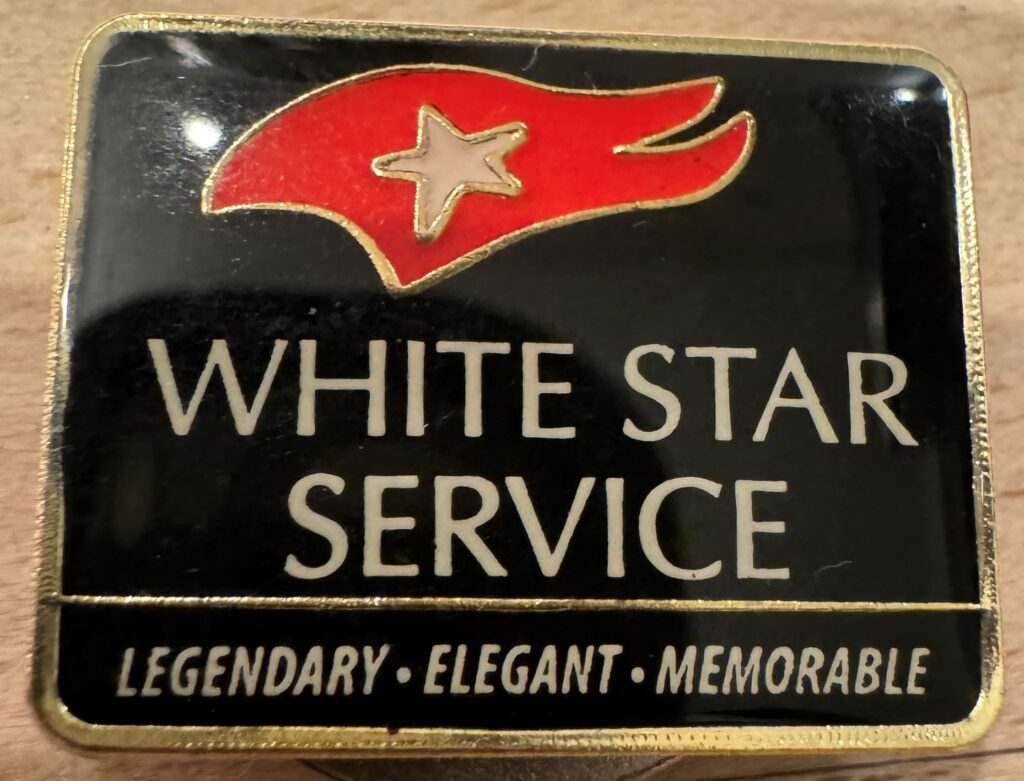 WHITE STAR
SERVICE
LEGENDARY • ELEGANT • MEMORABLE